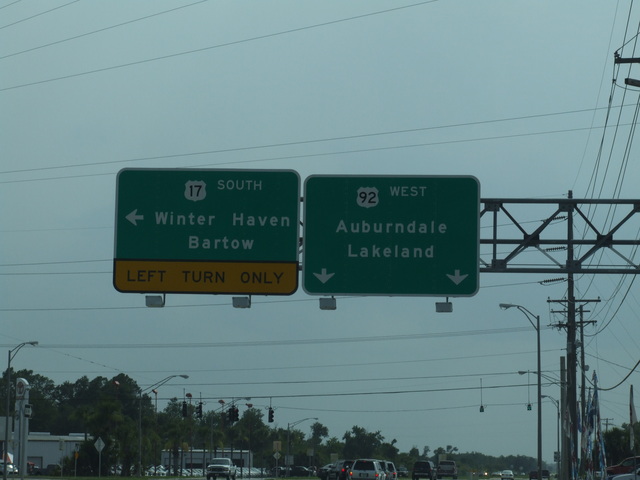 17 SOUTH
Winter Haven
Bartow
LEFT TURN ONLY
92 WEST
Auburndale
Lakeland